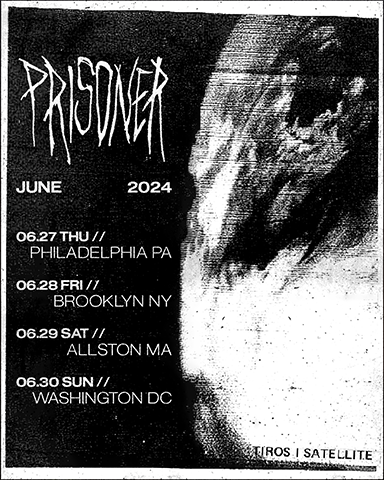 PRISONER
JUNE 2024
06.27 THU //
PHILADELPHIA PA
06.28 FRI //
BROOKLYN NY
06.29 SAT //
ALLSTON MA
06.30 SUN //
WASHINGTON DC
TIROS I SATELLITE